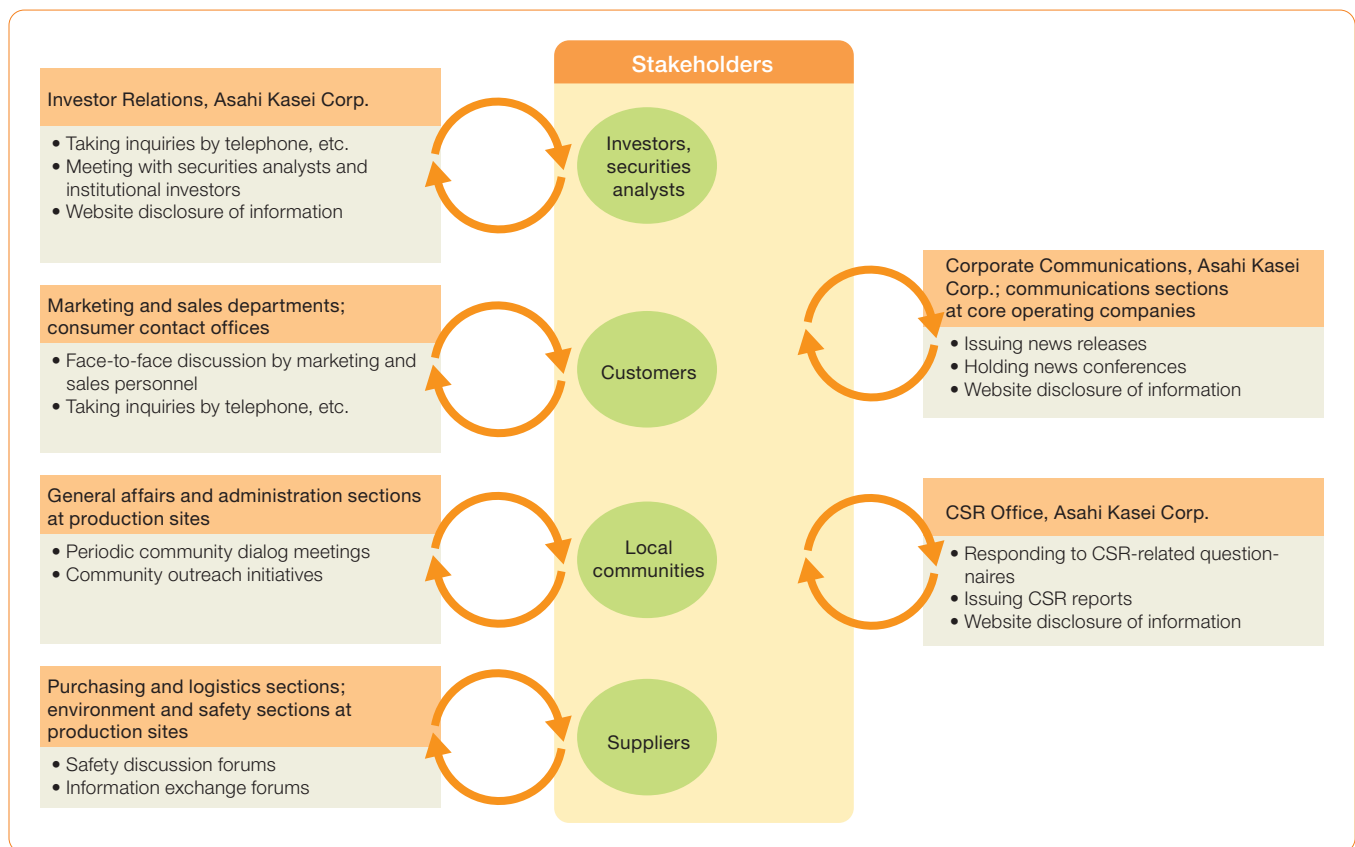 Stakeholders
Investor Relations, Asahi Kasei Corp.
• Taking inquiries by telephone, etc.
• Meeting with securities analysts and
institutional investors
• Website disclosure of information
Investors,
securities
analysts
Marketing and sales departments;
consumer contact offices
• Face-to-face discussion by marketing and
sales personnel
• Taking inquiries by telephone, etc.
Customers
General affairs and administration sections
at production sites
• Periodic community dialog meetings
• Community outreach initiatives
Local
communities
Purchasing and logistics sections;
environment and safety sections at
production sites
• Safety discussion forums
• Information exchange forums
Suppliers
Corporate Communications, Asahi Kasei
Corp.; communications sections
at core operating companies
• Issuing news releases
• Holding news conferences
• Website disclosure of information
CSR Office, Asahi Kasei Corp.
• Responding to CSR-related question-
naires
• Issuing CSR reports
• Website disclosure of information